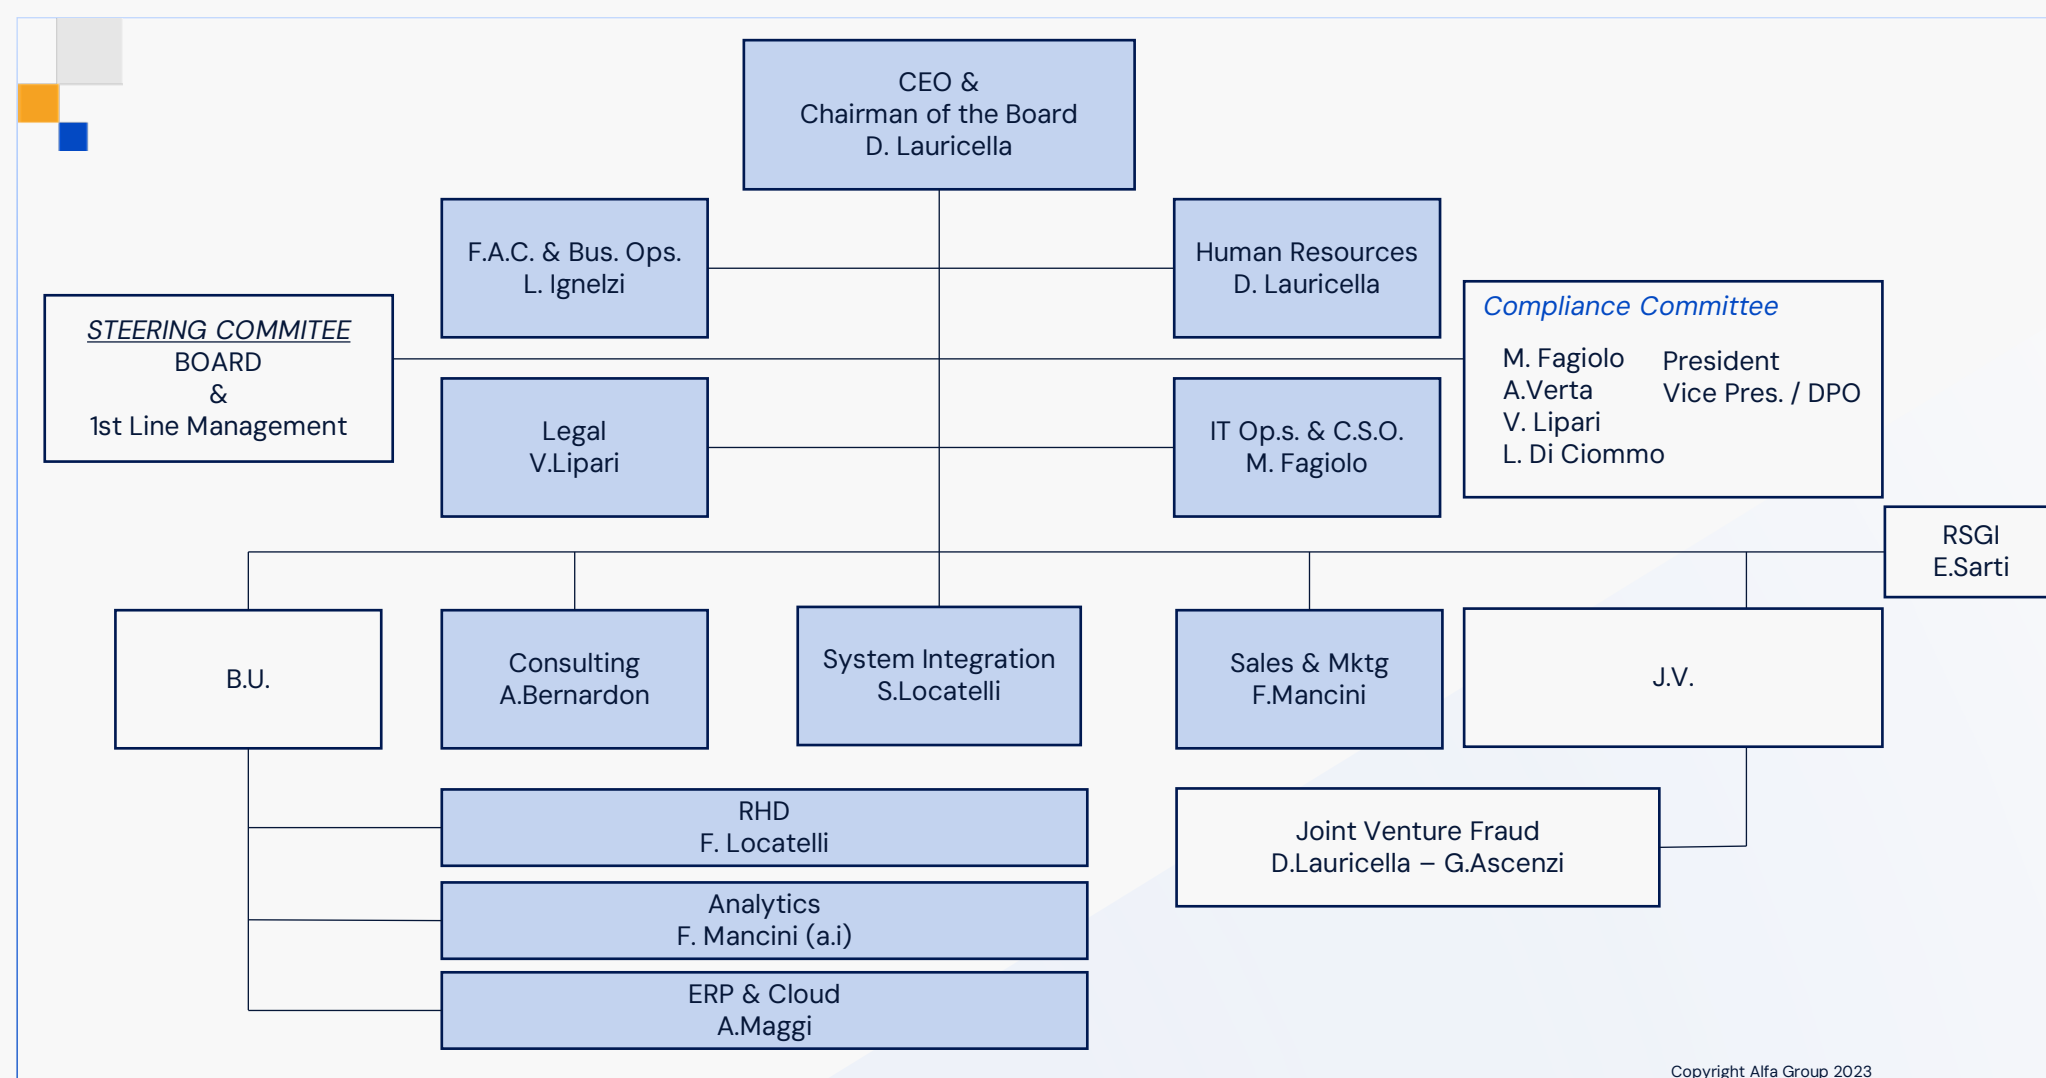 CEO &
Chairman of the Board
D. Lauricella
F.A.C. & Bus. Ops.
L. Ignelzi
Human Resources
D. Lauricella
STEERING COMMITEE
BOARD
&
1st Line Management
Compliance Committee
M. Fagiolo President
A.Verta Vice Pres. / DPO
V. Lipari
L. Di Ciommo
Legal
V.Lipari
IT Op.s. & C.S.O.
M. Fagiolo
RSGI
E.Sarti
B.U.
Consulting
A.Bernardon
System Integration
S.Locatelli
Sales & Mktg
F.Mancini
J.V.
RHD
F. Locatelli
Joint Venture Fraud
D.Lauricella – G.Ascenzi
Analytics
F. Mancini (a.i)
ERP & Cloud
A.Maggi
Copyright Alfa Group 2023